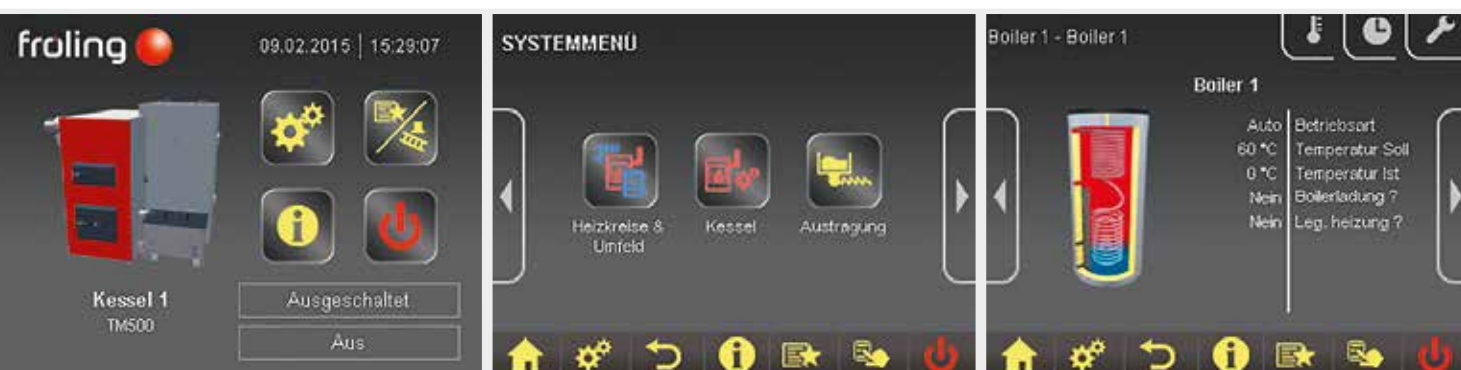 froling
09.02.2015 | 15:29:07
Kessel 1
TM500
Ausgeschaltet
Aus
SYSTEMMENÜ
Heizkreise &
Umfeld
Kessel
Austragung
Boiler 1 - Boiler 1
Boiler 1
Auto Betriebsart
60 °C Temperatur Soll
0 °C Temperatur Ist
Nein Boilerladung ?
Nein Leg. heizung ?